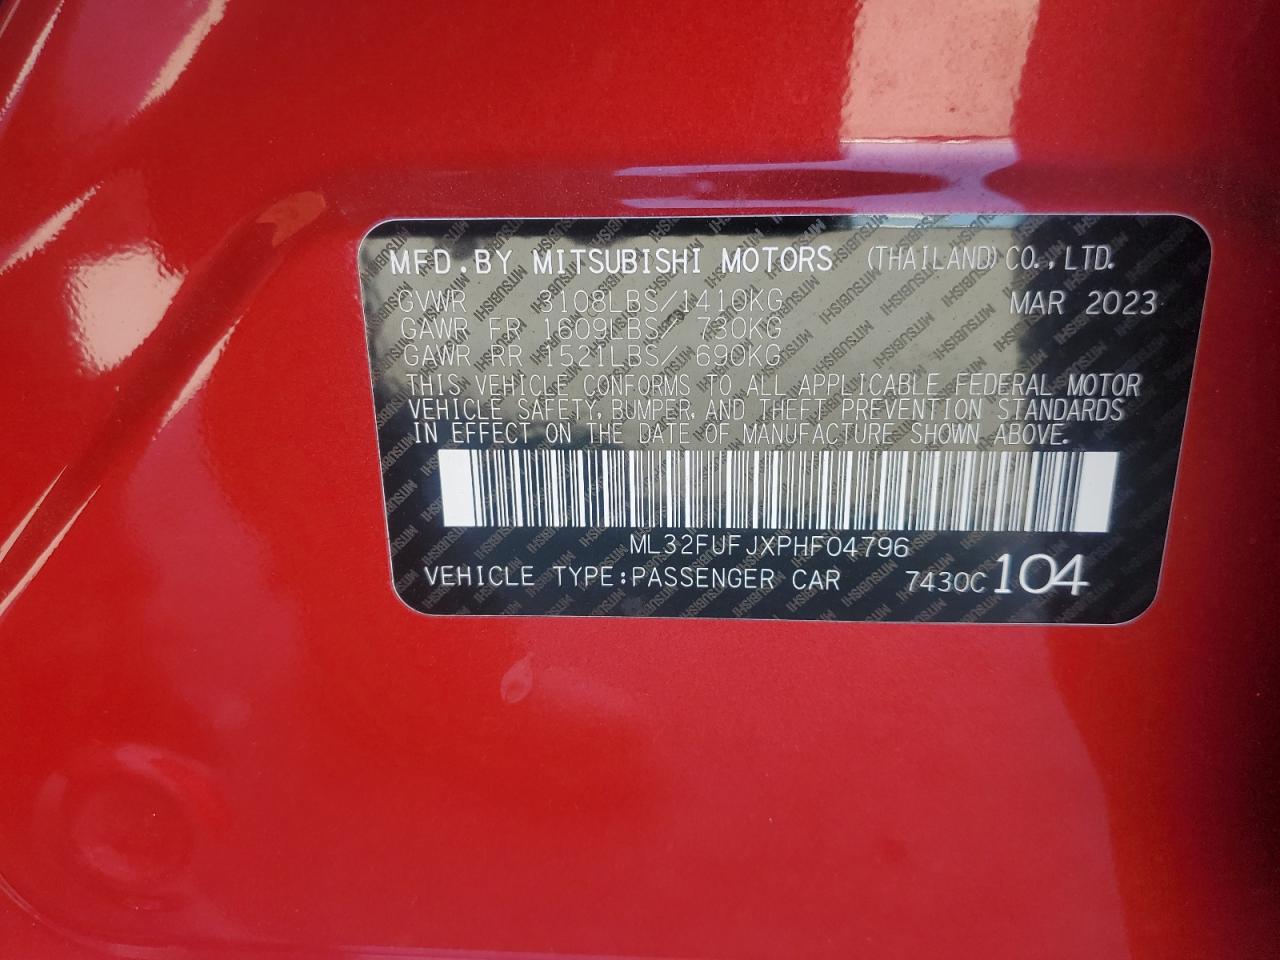 MFD.BY MITSUBISHI MOTORS (THAILAND) CO.,LTD.
GVWR 3108LBS/1410KG MAR 2023
GAWR FR 1609LBS/ 730KG
GAWR RR 1521LBS/ 690KG
THIS VEHICLE CONFORMS TO ALL APPLICABLE FEDERAL MOTOR
VEHICLE SAFETY, BUMPER, AND THEFT PREVENTION STANDARDS
IN EFFECT ON THE DATE OF MANUFACTURE SHOWN ABOVE.
ML32FUFJXPHF04796
VEHICLE TYPE:PASSENGER CAR 7430C 104